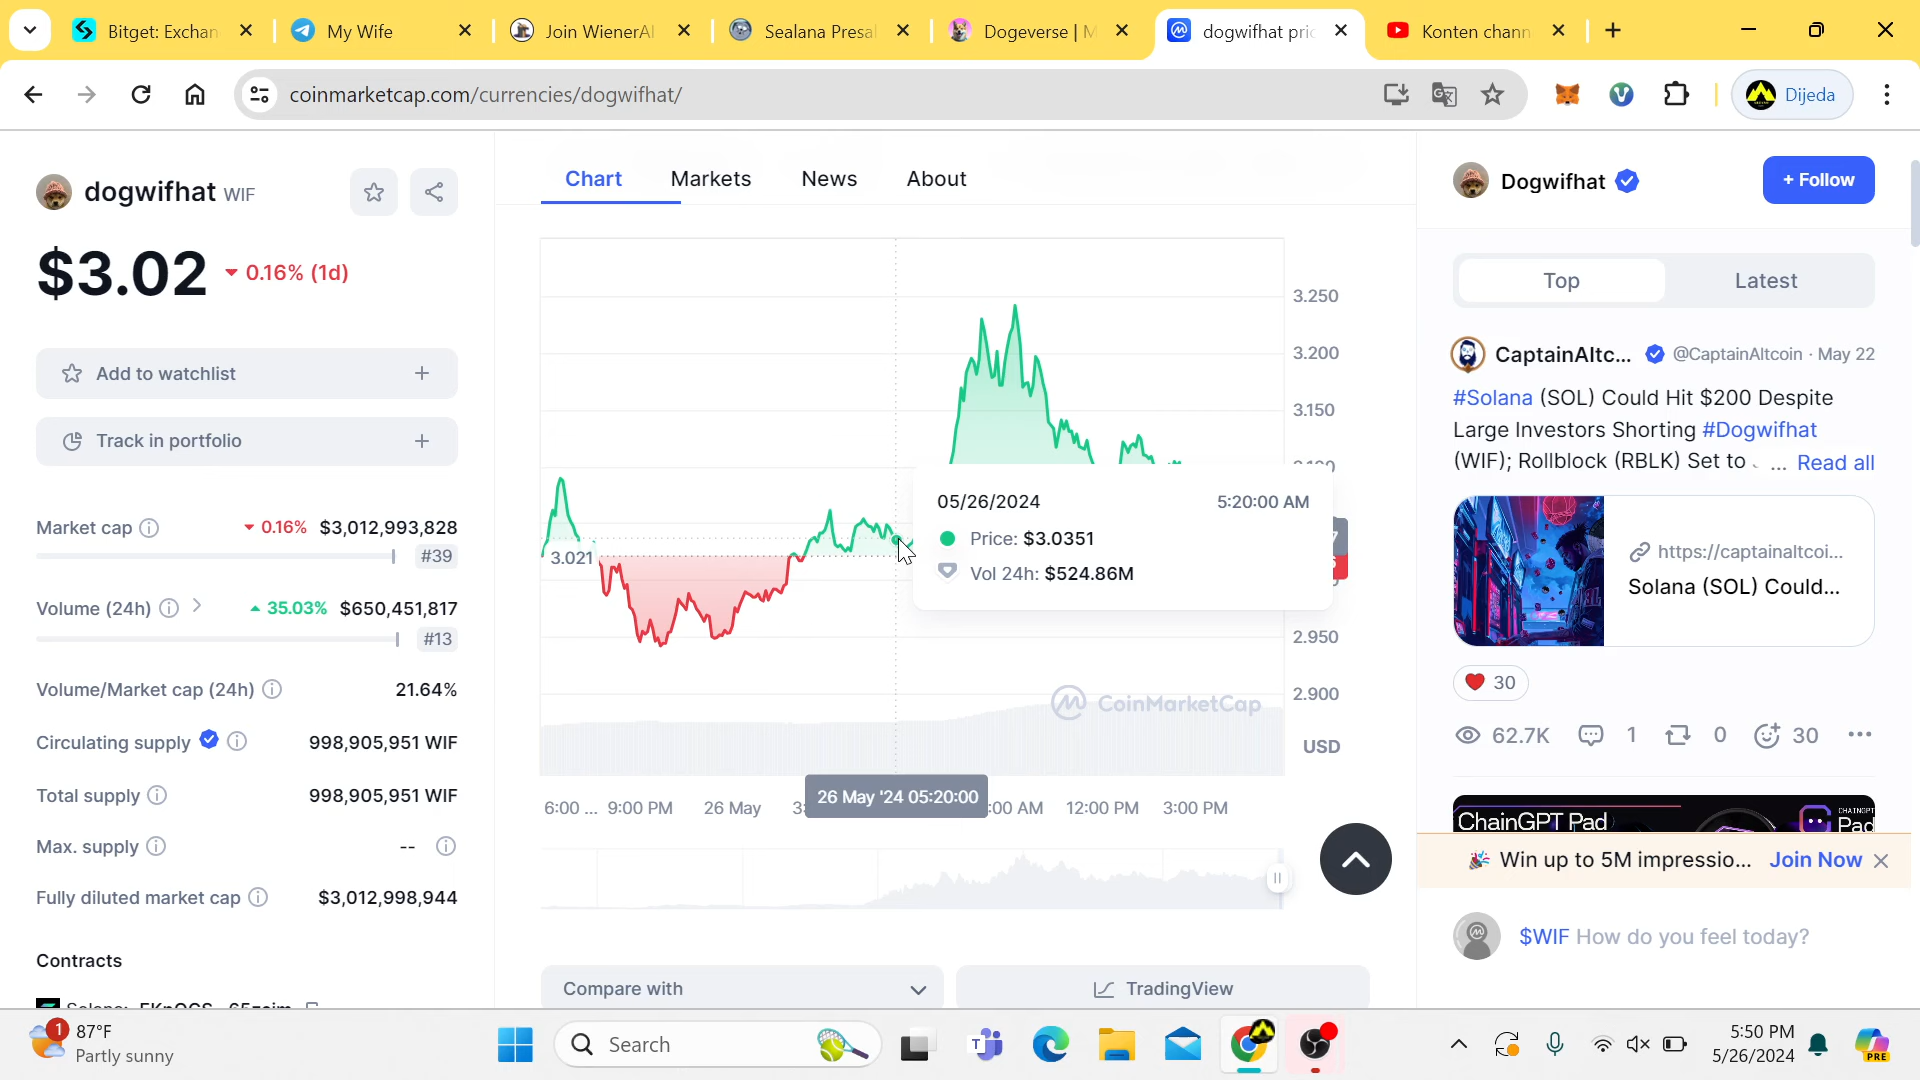 Bitget: Exchan
My Wife
Join WienerAI
Sealana Presal
Dogeverse | M
dogwifhat pric
Konten chann
coinmarketcap.com/currencies/dogwifhat/
Dijeda
dogwifhat WIF
$3.02 0.16% (1d)
Add to watchlist
Track in portfolio
Market cap 0.16% $3,012,993,828
#39
Volume (24h) 35.03% $650,451,817
#13
Volume/Market cap (24h) 21.64%
Circulating supply 998,905,951 WIF
Total supply 998,905,951 WIF
Max. supply --
Fully diluted market cap $3,012,998,944
Contracts
Chart Markets News About
3.250
3.200
3.150
3.021
05/26/2024 5:20:00 AM
Price: $3.0351
Vol 24h: $524.86M
2.950
2.900
CoinMarketCap
USD
6:00 ... 9:00 PM 26 May 3: 26 May '24 05:20:00 :00 AM 12:00 PM 3:00 PM
Compare with
TradingView
Dogwifhat
+ Follow
Top Latest
CaptainAltc... @CaptainAltcoin · May 22
#Solana (SOL) Could Hit $200 Despite
Large Investors Shorting #Dogwifhat
(WIF); Rollblock (RBLK) Set to ... Read all
https://captainaltcoi...
Solana (SOL) Could...
30
62.7K 1 0 30
ChainGPT Pad
CHAINGPT
Pad
Win up to 5M impressio... Join Now
$WIF How do you feel today?
1
87°F
Partly sunny
Search
PRE
5:50 PM
5/26/2024